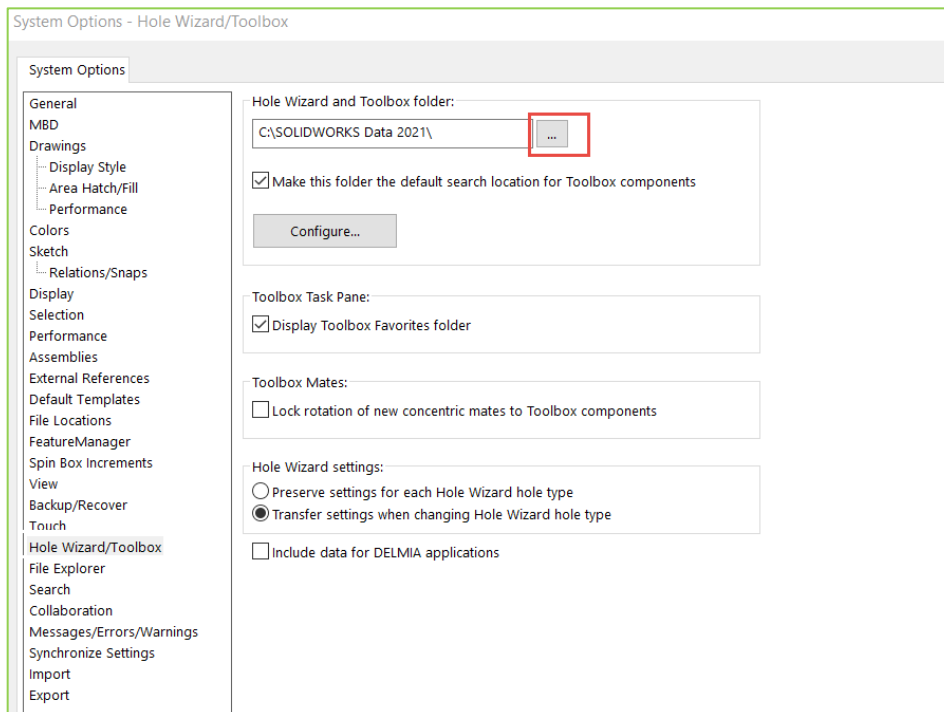 System Options - Hole Wizard/Toolbox
System Options
General
MBD
Drawings
Display Style
Area Hatch/Fill
Performance
Colors
Sketch
Relations/Snaps
Display
Selection
Performance
Assemblies
External References
Default Templates
File Locations
FeatureManager
Spin Box Increments
View
Backup/Recover
Touch
Hole Wizard/Toolbox
File Explorer
Search
Collaboration
Messages/Errors/Warnings
Synchronize Settings
Import
Export
Hole Wizard and Toolbox folder:
C:\SOLIDWORKS Data 2021\
...
Make this folder the default search location for Toolbox components
Configure...
Toolbox Task Pane:
Display Toolbox Favorites folder
Toolbox Mates:
Lock rotation of new concentric mates to Toolbox components
Hole Wizard settings:
Preserve settings for each Hole Wizard hole type
Transfer settings when changing Hole Wizard hole type
Include data for DELMIA applications